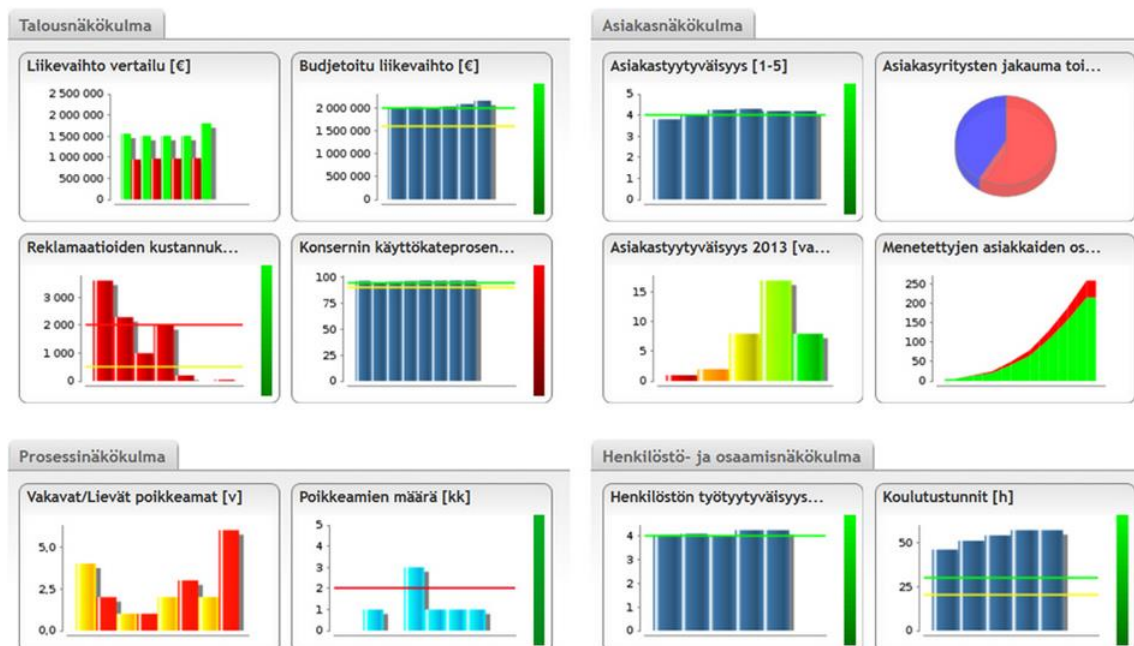 Talousnäkökulma
Liikevaihto vertailu [€]
2 500 000
2 000 000
1 500 000
1 000 000
500 000
0
Budjetoitu liikevaihto [€]
2 000 000
1 500 000
1 000 000
500 000
0
Reklamaatioiden kustannuk...
3 000
2 000
1 000
0
Konsernin käyttökateprosen...
100
75
50
25
0
Asiakasnäkökulma
Asiakastyytyväisyys [1-5]
5
4
3
2
1
0
Asiakasyritysten jakauma toi...
Asiakastyytyväisyys 2013 [va...
15
10
5
0
Menetettyjen asiakkaiden os...
250
200
150
100
50
0
Prosessinäkökulma
Vakavat/Lievät poikkeamat [v]
5,0
2,5
0,0
Poikkeamien määrä [kk]
5
4
3
2
1
0
Henkilöstö- ja osaamisnäkökulma
Henkilöstön työtyytyväisyys...
4
3
2
1
0
Koulutustunnit [h]
50
25
0